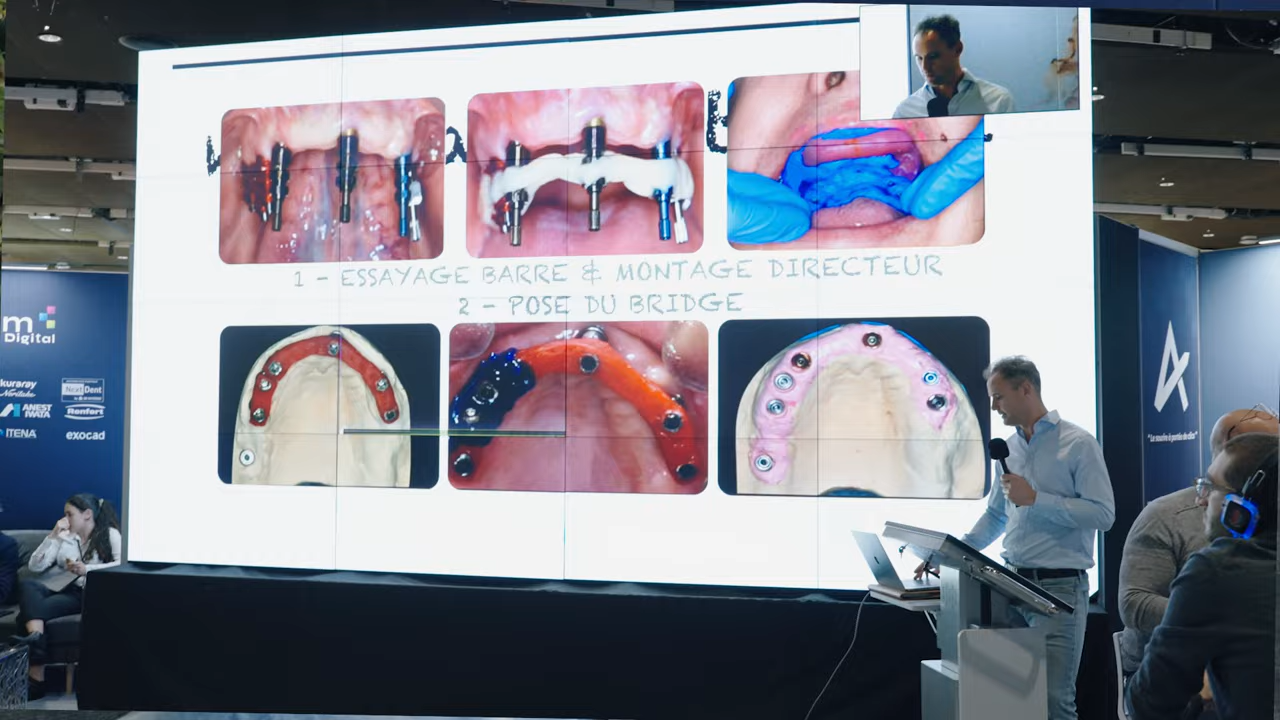 1 - ESSAYAGE BARRE & MONTAGE DIRECTEUR
2 - POSE DU BRIDGE
m
Digital
kuraray
Noritake
NextDent
ANEST
IWATA
Renfert
ITENA
exocad